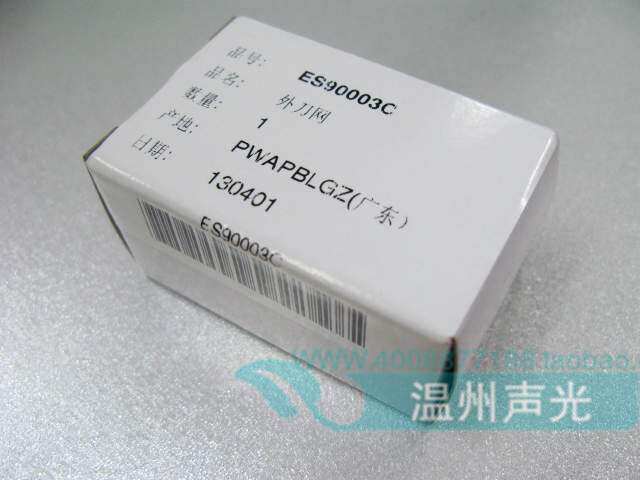 品号: ES90003C
品名: 外刀网
数量: 1
产地: PWAPBLGZ(广东)
日期: 130401
ES90003C
温州声光